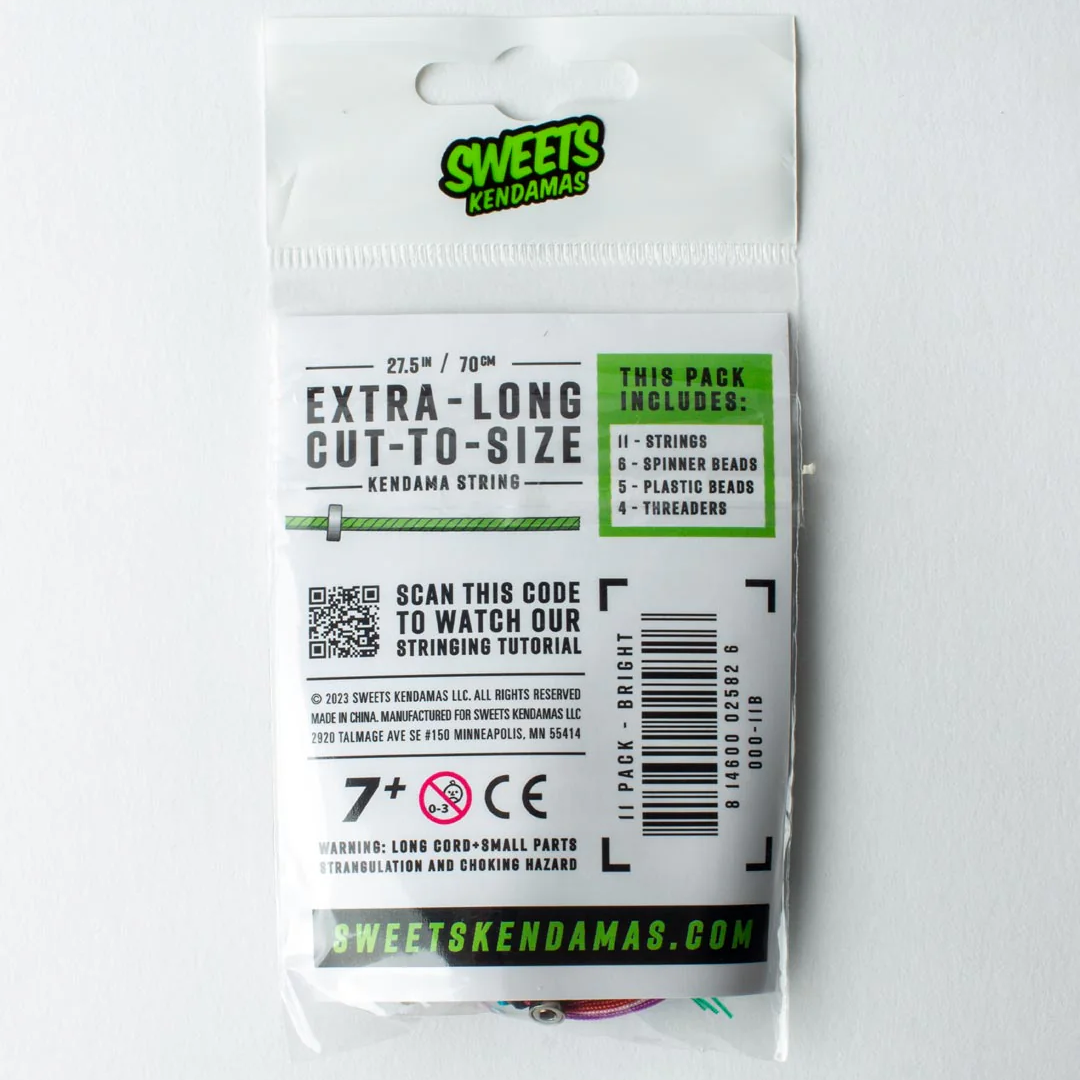 SWEETS
KENDAMAS
27.5IN / 70CM
EXTRA-LONG
CUT-TO-SIZE
KENDAMA STRING
THIS PACK
INCLUDES:
11 - STRINGS
6 - SPINNER BEADS
5 - PLASTIC BEADS
4 - THREADERS
SCAN THIS CODE
TO WATCH OUR
STRINGING TUTORIAL
© 2023 SWEETS KENDAMAS LLC. ALL RIGHTS RESERVED
MADE IN CHINA. MANUFACTURED FOR SWEETS KENDAMAS LLC
2920 TALMAGE AVE SE #150 MINNEAPOLIS, MN 55414
7+
0-3
CE
WARNING: LONG CORD+SMALL PARTS
STRANGULATION AND CHOKING HAZARD
11 PACK - BRIGHT
8 14600 02582 6
000-11B
SWEETSKENDAMAS.COM